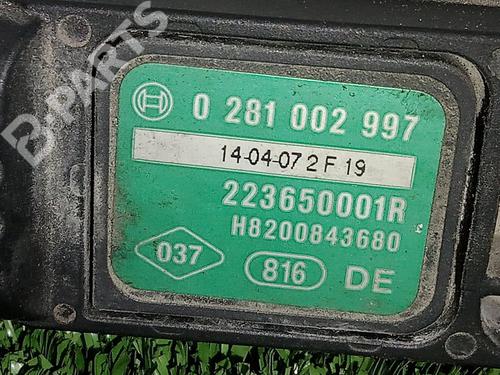 B-PARTS
0 281 002 997
14-04-07 2 F 19
223650001R
H8200843680
037
816 DE